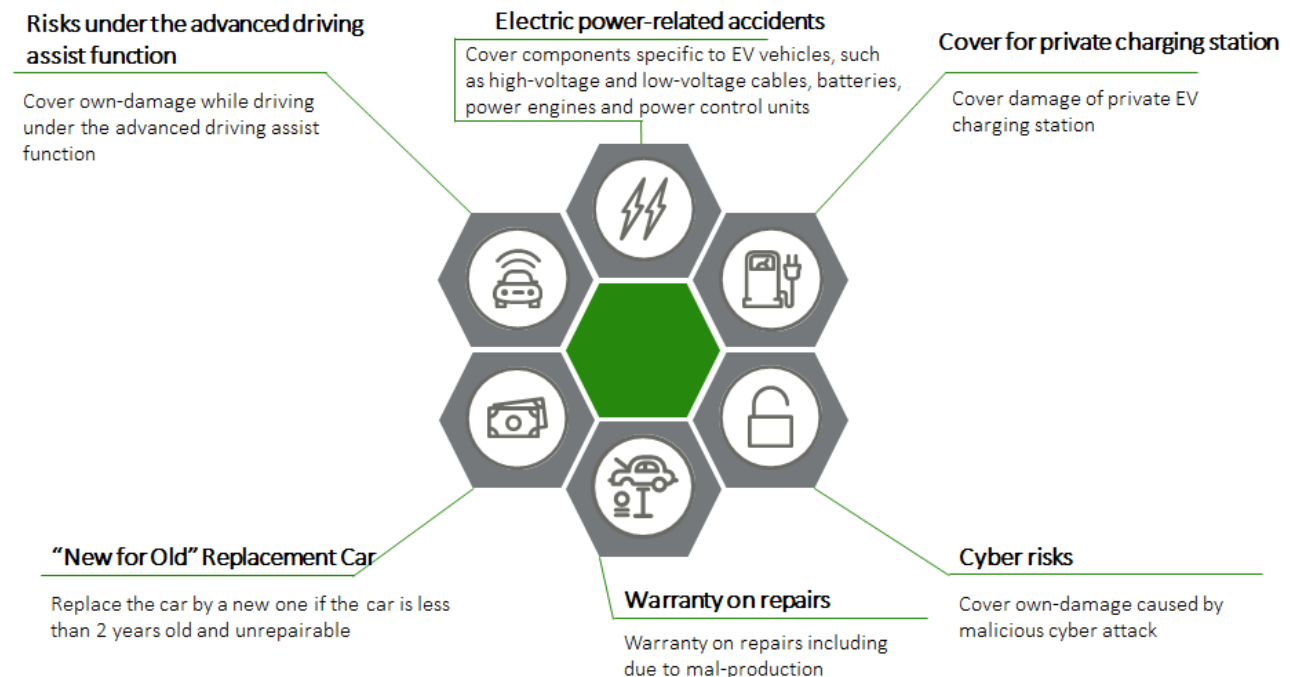 Risks under the advanced driving
assist function
Cover own-damage while driving
under the advanced driving assist
function
Electric power-related accidents
Cover components specific to EV vehicles, such
as high-voltage and low-voltage cables, batteries,
power engines and power control units
Cover for private charging station
Cover damage of private EV
charging station
“New for Old” Replacement Car
Replace the car by a new one if the car is less
than 2 years old and unrepairable
Warranty on repairs
Warranty on repairs including
due to mal-production
Cyber risks
Cover own-damage caused by
malicious cyber attack